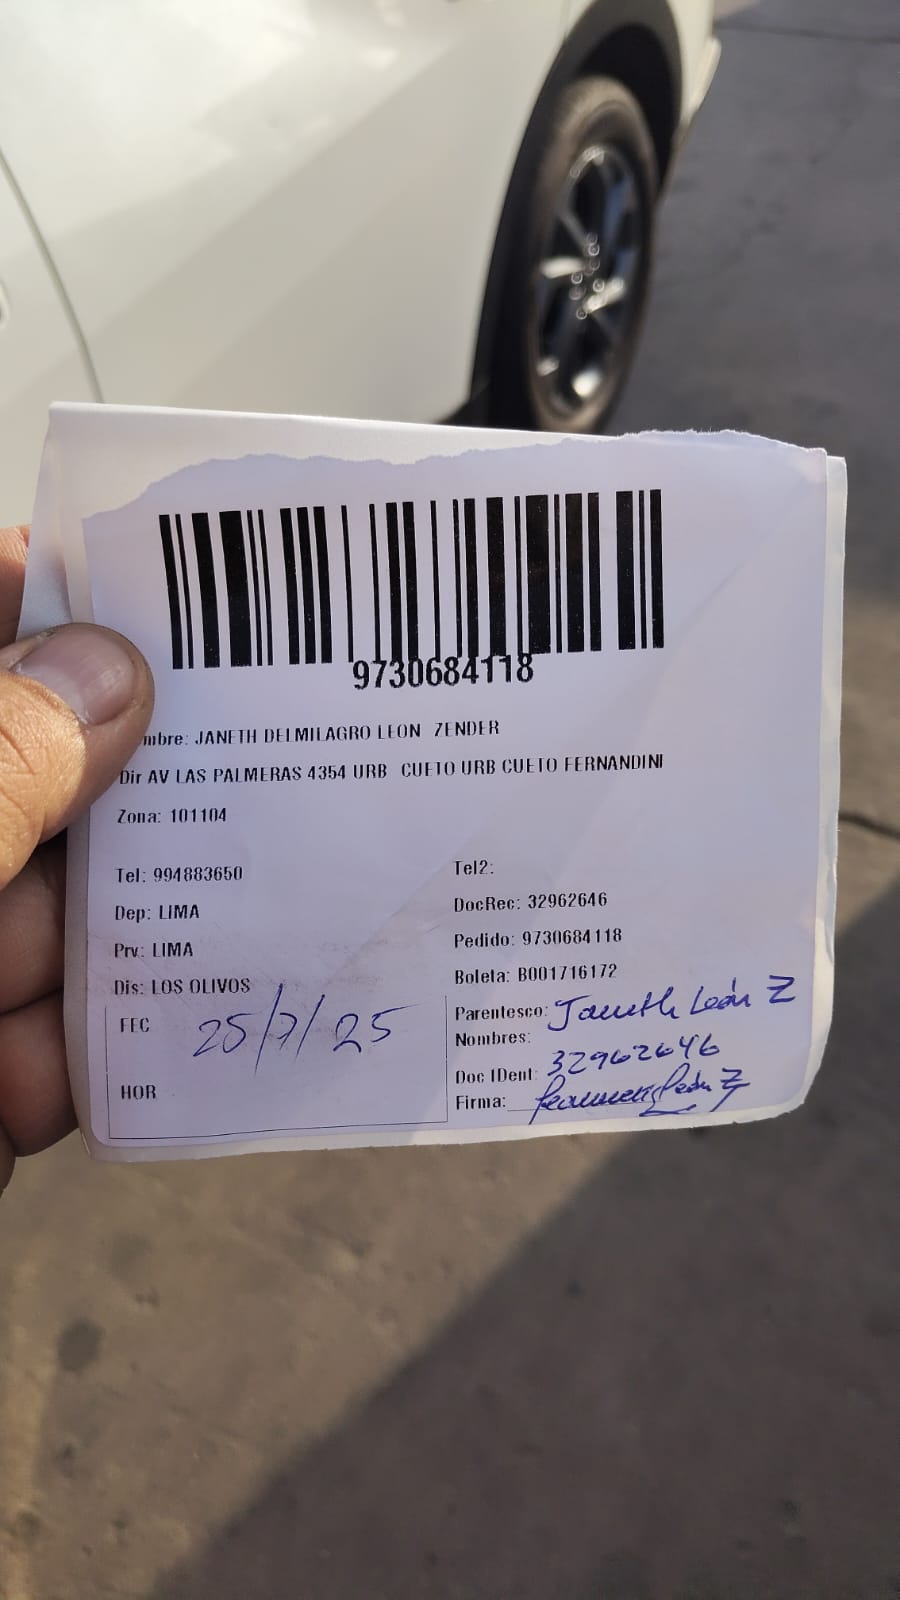 9730684118
mbre: JANETH DELMILAGRO LEON ZENDER
Dir AV LAS PALMERAS 4354 URB CUETO URB CUETO FERNANDINI
Zona: 101104
Tel: 994883650
Tel2:
Dep: LIMA
DocRec: 32962646
Prv: LIMA
Pedido: 9730684118
Dis: LOS OLIVOS
Boleta: B001716172
FEC 25/7/25
Parentesco: Janeth León Z
Nombres:
Doc IDent: 32962646
HOR
Firma: León Z